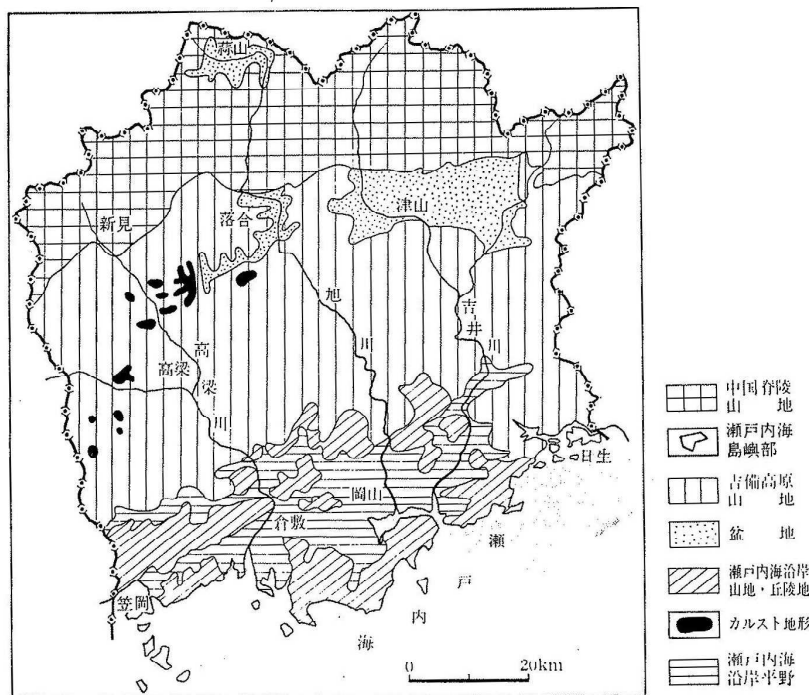 蒜山
新見
落合
津山
旭川
吉井川
高梁
高梁川
日生
岡山
倉敷
笠岡
瀬戸内海
0 20km
中国脊陵
山 地
瀬戸内海
島嶼部
吉備高原
山 地
盆 地
瀬戸内海沿岸
山地・丘陵地
カルスト地形
瀬戸内海
沿岸平野